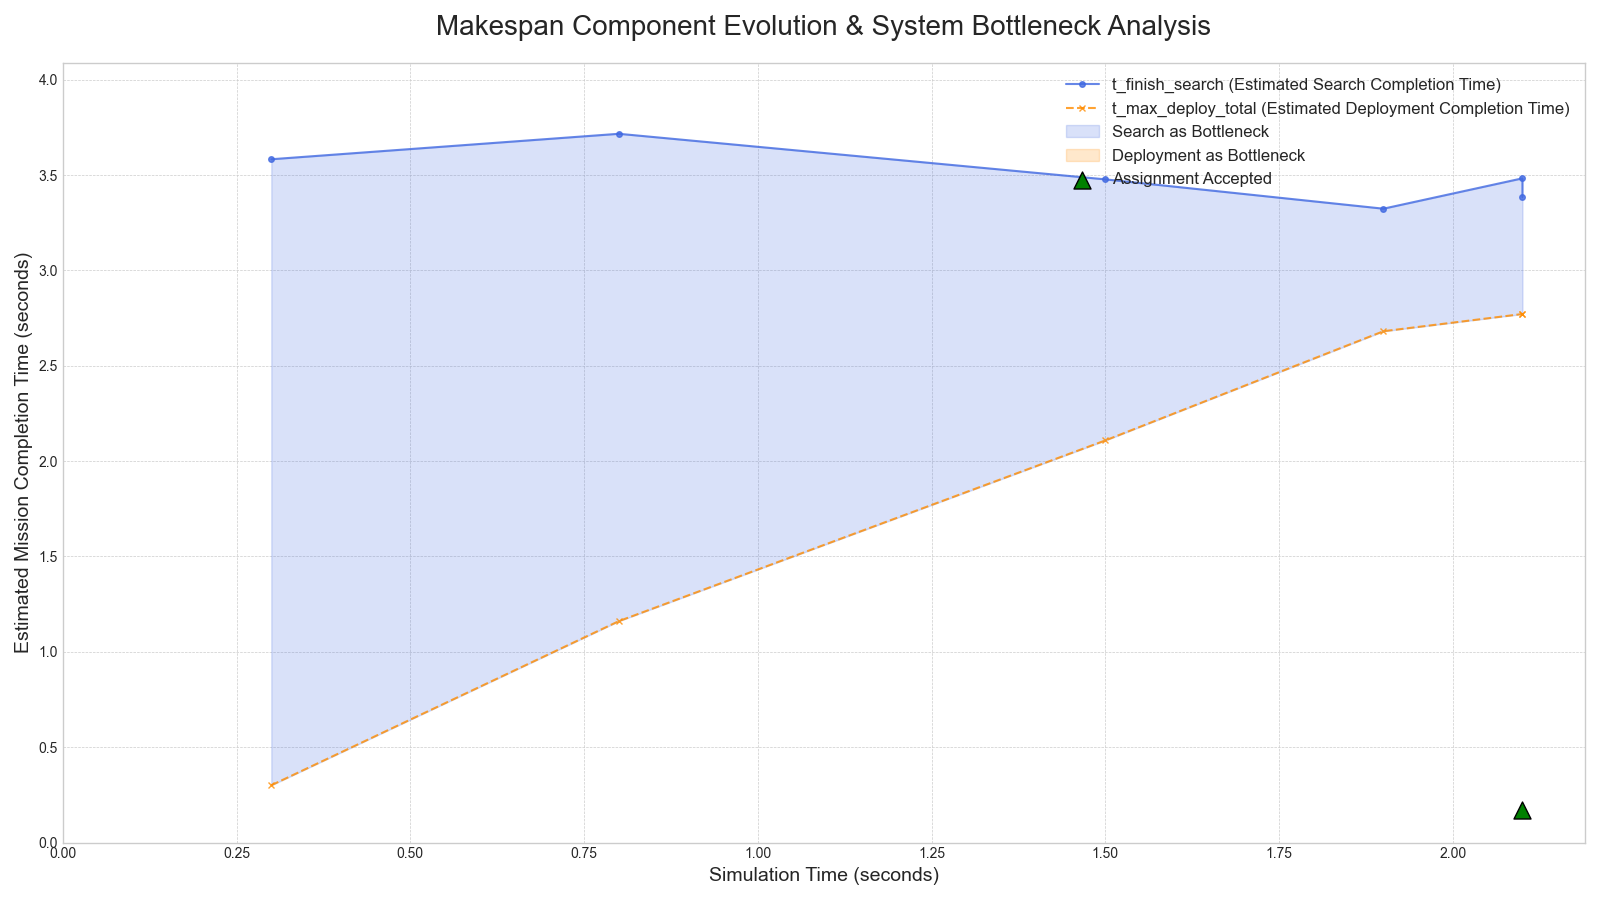 Makespan Component Evolution & System Bottleneck Analysis
t_finish_search (Estimated Search Completion Time)
t_max_deploy_total (Estimated Deployment Completion Time)
Search as Bottleneck
Deployment as Bottleneck
Assignment Accepted
Estimated Mission Completion Time (seconds)
4.0
3.5
3.0
2.5
2.0
1.5
1.0
0.5
0.0
0.00 0.25 0.50 0.75 1.00 1.25 1.50 1.75 2.00
Simulation Time (seconds)